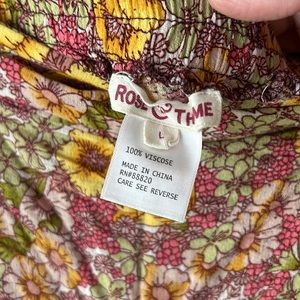 ROSE & THYME
L
100% VISCOSE
MADE IN CHINA
RN#88820
CARE SEE REVERSE